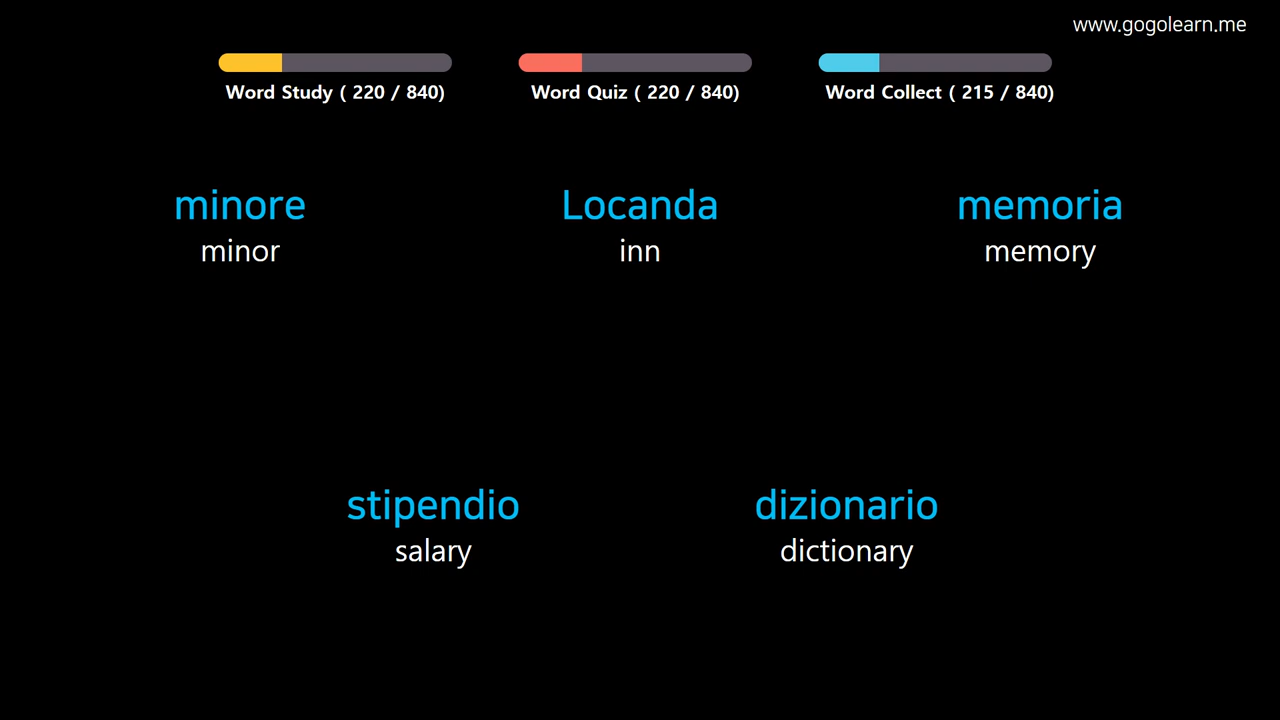 www.gogolearn.me
Word Study ( 220 / 840)
Word Quiz ( 220 / 840)
Word Collect ( 215 / 840)
minore
minor
Locanda
inn
memoria
memory
stipendio
salary
dizionario
dictionary